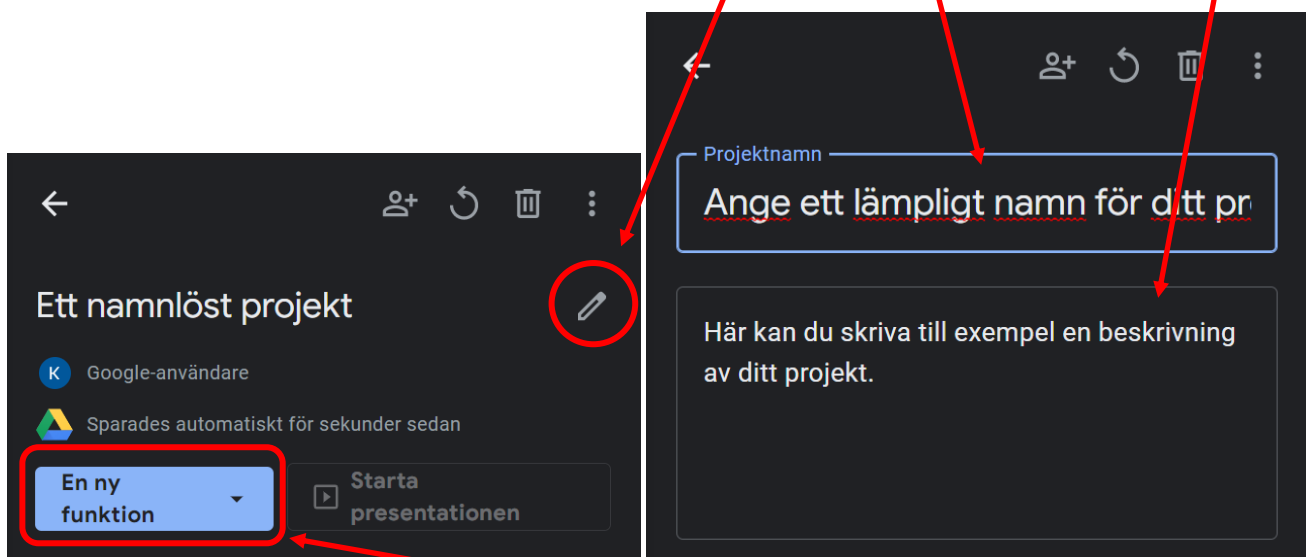 Ett namnlöst projekt
K Google-användare
Sparades automatiskt för sekunder sedan
En ny
funktion
Starta
presentationen
Projektnamn
Ange ett lämpligt namn för ditt pr
Här kan du skriva till exempel en beskrivning
av ditt projekt.